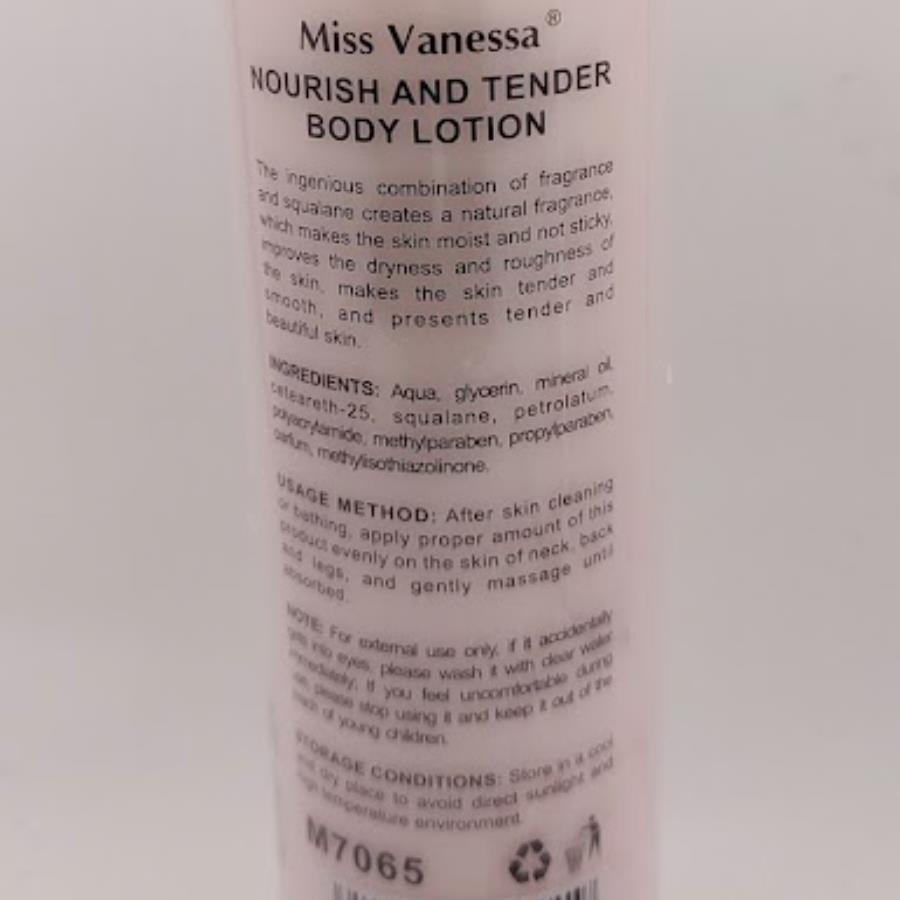 Miss Vanessa®
NOURISH AND TENDER
BODY LOTION
The ingenious combination of fragrance
and squalane creates a natural fragrance,
which makes the skin moist and not sticky,
improves the dryness and roughness of
the skin, makes the skin tender and
smooth, and presents tender and
beautiful skin.
INGREDIENTS: Aqua, glycerin, mineral oil,
ceteareth-25, squalane, petrolatum,
polyacrylamide, methylparaben, propylparaben,
parfum, methylisothiazolinone.
USAGE METHOD: After skin cleaning
or bathing, apply proper amount of this
product evenly on the skin of neck, back
and legs, and gently massage until
absorbed.
NOTE: For external use only, if it accidentally
gets into eyes, please wash it with clear water
immediately; If you feel uncomfortable during
use, please stop using it and keep it out of the
reach of young children.
STORAGE CONDITIONS: Store in a cool
and dry place to avoid direct sunlight and
high temperature environment.
M7065